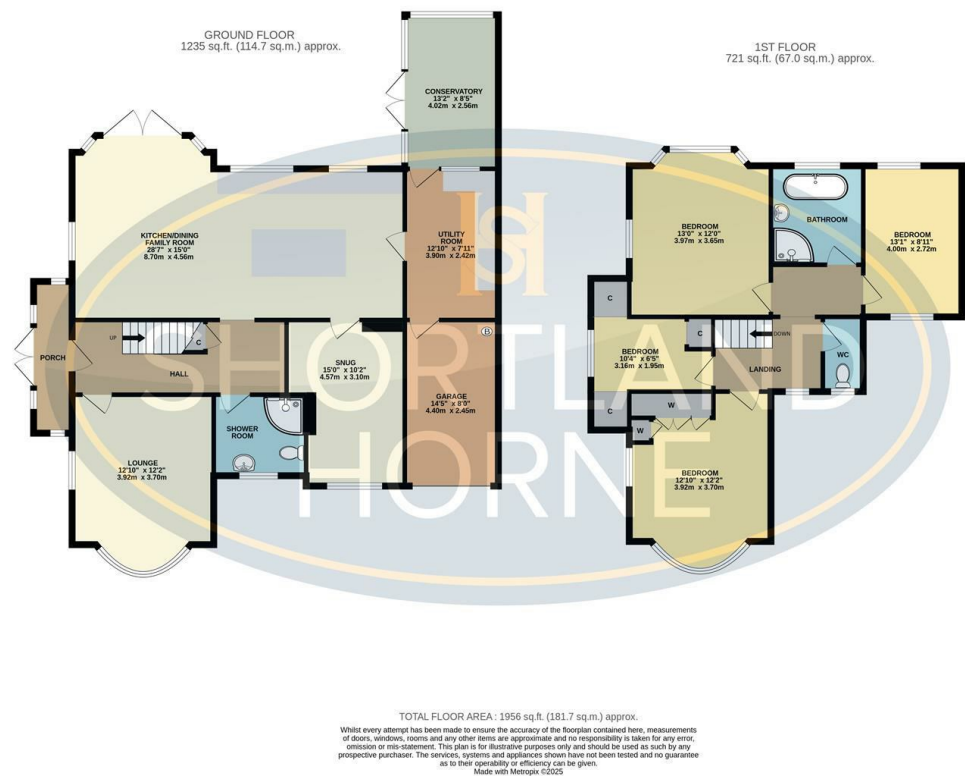 GROUND FLOOR
1235 sq.ft. (114.7 sq.m.) approx.
1ST FLOOR
721 sq.ft. (67.0 sq.m.) approx.
CONSERVATORY
13'2" x 8'5"
4.02m x 2.56m
KITCHEN/DINING
FAMILY ROOM
28'7" x 15'0"
8.70m x 4.56m
UTILITY
ROOM
12'10" x 7'11"
3.90m x 2.42m
PORCH
UP
C
HALL
SNUG
15'0" x 10'2"
4.57m x 3.10m
B
GARAGE
14'5" x 8'0"
4.40m x 2.45m
SHOWER
ROOM
LOUNGE
12'10" x 12'2"
3.92m x 3.70m
BEDROOM
13'0" x 12'0"
3.97m x 3.65m
BATHROOM
BEDROOM
13'1" x 8'11"
4.00m x 2.72m
C
C
BEDROOM
10'4" x 6'5"
3.16m x 1.95m
DOWN
LANDING
WC
C
W
W
BEDROOM
12'10" x 12'2"
3.92m x 3.70m
SH
SHORTLAND
HORNE
TOTAL FLOOR AREA : 1956 sq.ft. (181.7 sq.m.) approx.
Whilst every attempt has been made to ensure the accuracy of the floorplan contained here, measurements
of doors, windows, rooms and any other items are approximate and no responsibility is taken for any error,
omission or mis-statement. This plan is for illustrative purposes only and should be used as such by any
prospective purchaser. The services, systems and appliances shown have not been tested and no guarantee
as to their operability or efficiency can be given.
Made with Metropix ©2025